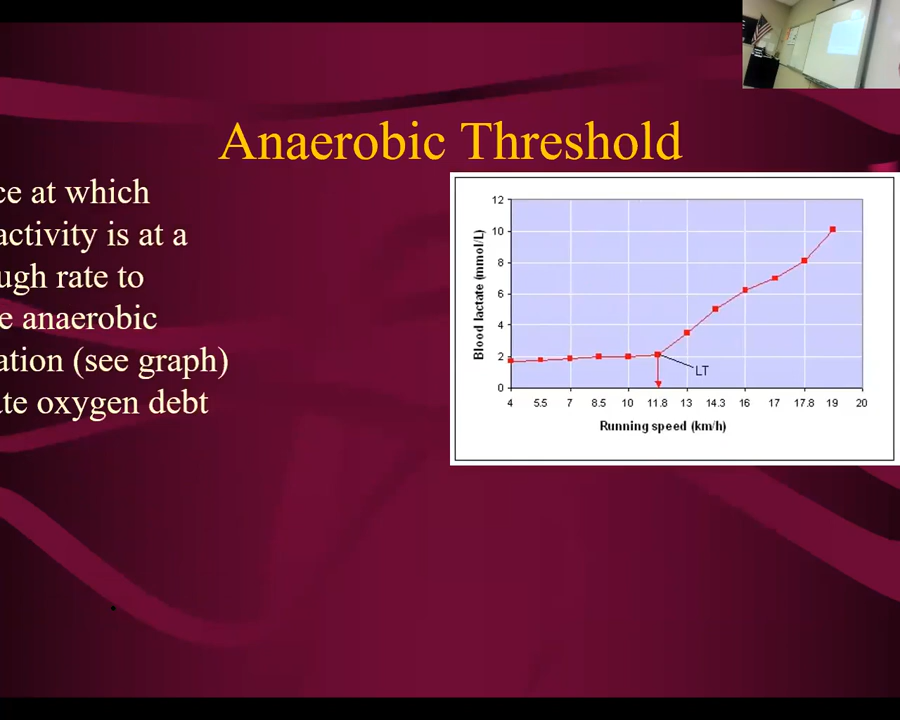 Anaerobic Threshold
ce at which
activity is at a
ugh rate to
e anaerobic
ation (see graph)
te oxygen debt
Blood lactate (mmol/L)
12
10
8
6
4
2
0
LT
4 5.5 7 8.5 10 11.8 13 14.3 16 17 17.8 19 20
Running speed (km/h)